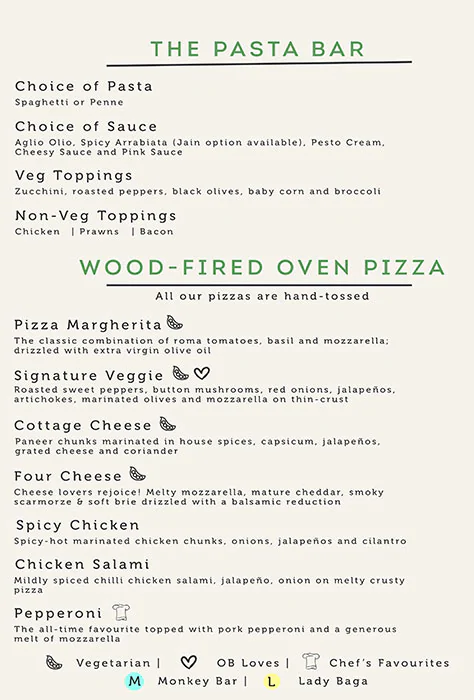 THE PASTA BAR
Choice of Pasta
Spaghetti or Penne
Choice of Sauce
Aglio Olio, Spicy Arrabiata (Jain option available), Pesto Cream,
Cheesy Sauce and Pink Sauce
Veg Toppings
Zucchini, roasted peppers, black olives, baby corn and broccoli
Non-Veg Toppings
Chicken | Prawns | Bacon
WOOD-FIRED OVEN PIZZA
All our pizzas are hand-tossed
Pizza Margherita
The classic combination of roma tomatoes, basil and mozzarella;
drizzled with extra virgin olive oil
Signature Veggie
Roasted sweet peppers, button mushrooms, red onions, jalapeños,
artichokes, marinated olives and mozzarella on thin-crust
Cottage Cheese
Paneer chunks marinated in house spices, capsicum, jalapeños,
grated cheese and coriander
Four Cheese
Cheese lovers rejoice! Melty mozzarella, mature cheddar, smoky
scarmorze & soft brie drizzled with a balsamic reduction
Spicy Chicken
Spicy-hot marinated chicken chunks, onions, jalapeños and cilantro
Chicken Salami
Mildly spiced chilli chicken salami, jalapeño, onion on melty crusty
pizza
Pepperoni
The all-time favourite topped with pork pepperoni and a generous
melt of mozzarella
Vegetarian | OB Loves | Chef's Favourites
M Monkey Bar | L Lady Baga